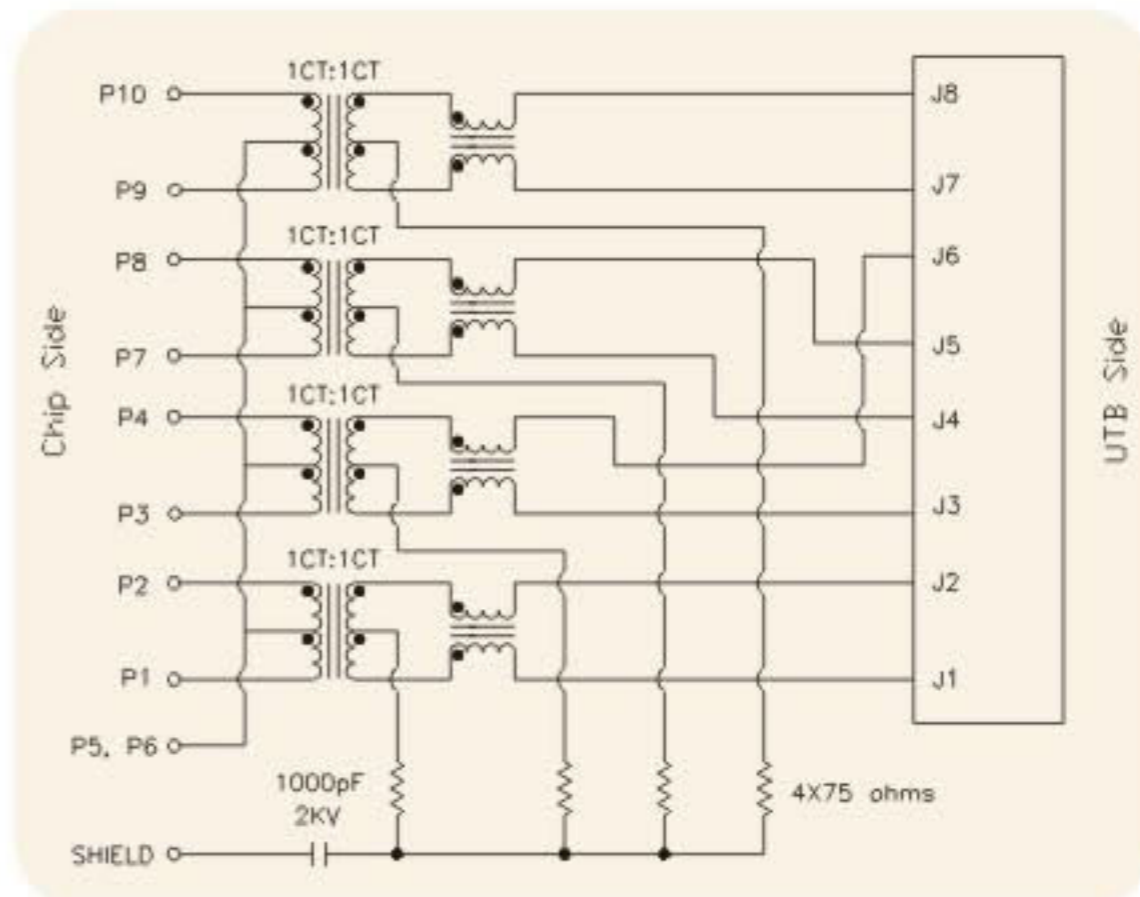 1CT:1CT
P10
J8
P9
J7
1CT:1CT
P8
J6
Chip Side
P7
J5
UTB Side
1CT:1CT
P4
J4
P3
J3
1CT:1CT
P2
J2
P1
J1
P5, P6
1000pF
2KV
4X75 ohms
SHIELD